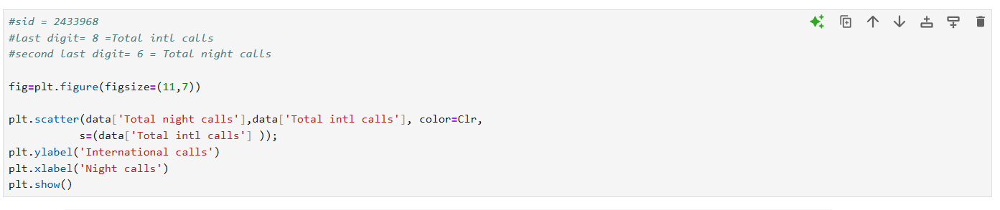 #sid = 2433968
#last digit= 8 =Total intl calls
#second last digit= 6 = Total night calls
fig=plt.figure(figsize=(11,7))
plt.scatter(data['Total night calls'],data['Total intl calls'], color=Clr,
s=(data['Total intl calls'] ));
plt.ylabel('International calls')
plt.xlabel('Night calls')
plt.show()